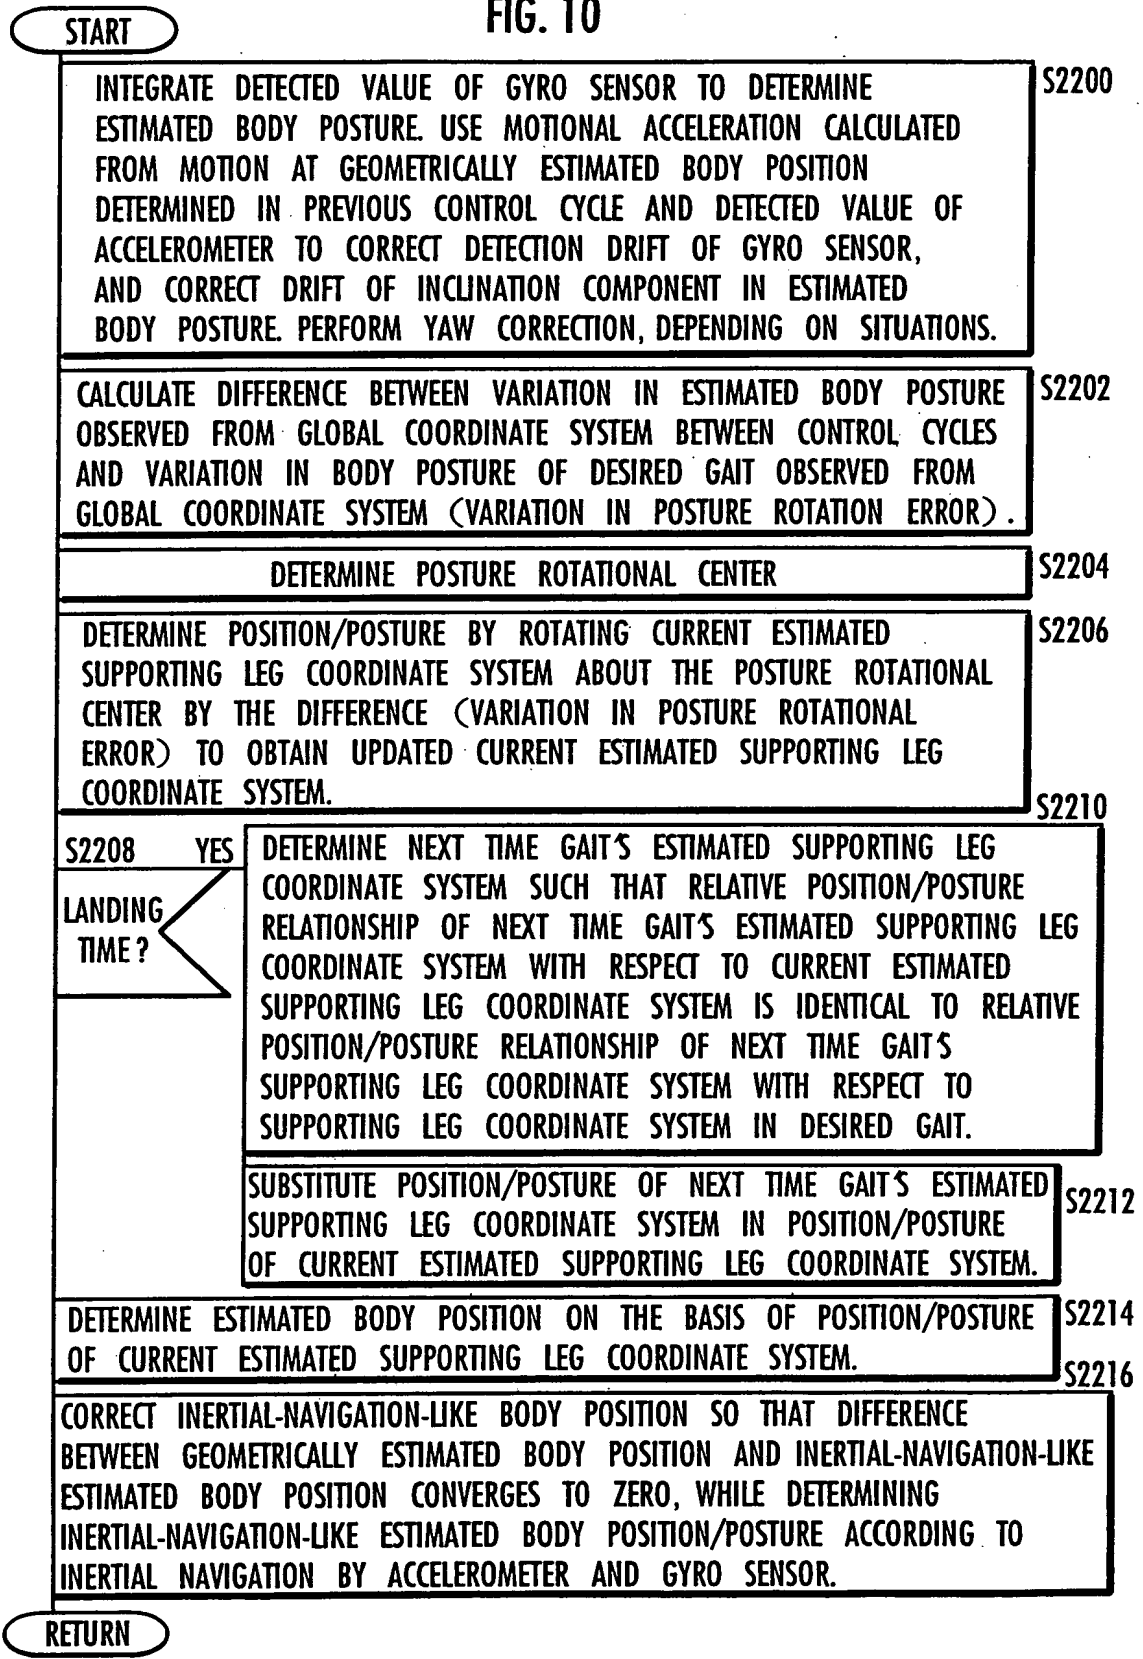 FIG. 10
START
INTEGRATE DETECTED VALUE OF GYRO SENSOR TO DETERMINE
ESTIMATED BODY POSTURE. USE MOTIONAL ACCELERATION CALCULATED
FROM MOTION AT GEOMETRICALLY ESTIMATED BODY POSITION
DETERMINED IN PREVIOUS CONTROL CYCLE AND DETECTED VALUE OF
ACCELEROMETER TO CORRECT DETECTION DRIFT OF GYRO SENSOR,
AND CORRECT DRIFT OF INCLINATION COMPONENT IN ESTIMATED
BODY POSTURE. PERFORM YAW CORRECTION, DEPENDING ON SITUATIONS.
S2200
CALCULATE DIFFERENCE BETWEEN VARIATION IN ESTIMATED BODY POSTURE
OBSERVED FROM GLOBAL COORDINATE SYSTEM BETWEEN CONTROL CYCLES
AND VARIATION IN BODY POSTURE OF DESIRED GAIT OBSERVED FROM
GLOBAL COORDINATE SYSTEM (VARIATION IN POSTURE ROTATION ERROR).
S2202
DETERMINE POSTURE ROTATIONAL CENTER
S2204
DETERMINE POSITION/POSTURE BY ROTATING CURRENT ESTIMATED
SUPPORTING LEG COORDINATE SYSTEM ABOUT THE POSTURE ROTATIONAL
CENTER BY THE DIFFERENCE (VARIATION IN POSTURE ROTATIONAL
ERROR) TO OBTAIN UPDATED CURRENT ESTIMATED SUPPORTING LEG
COORDINATE SYSTEM.
S2206
S2208 YES
LANDING
TIME?
S2210
DETERMINE NEXT TIME GAIT'S ESTIMATED SUPPORTING LEG
COORDINATE SYSTEM SUCH THAT RELATIVE POSITION/POSTURE
RELATIONSHIP OF NEXT TIME GAIT'S ESTIMATED SUPPORTING LEG
COORDINATE SYSTEM WITH RESPECT TO CURRENT ESTIMATED
SUPPORTING LEG COORDINATE SYSTEM IS IDENTICAL TO RELATIVE
POSITION/POSTURE RELATIONSHIP OF NEXT TIME GAIT'S
SUPPORTING LEG COORDINATE SYSTEM WITH RESPECT TO
SUPPORTING LEG COORDINATE SYSTEM IN DESIRED GAIT.
SUBSTITUTE POSITION/POSTURE OF NEXT TIME GAIT'S ESTIMATED
SUPPORTING LEG COORDINATE SYSTEM IN POSITION/POSTURE
OF CURRENT ESTIMATED SUPPORTING LEG COORDINATE SYSTEM.
S2212
DETERMINE ESTIMATED BODY POSITION ON THE BASIS OF POSITION/POSTURE
OF CURRENT ESTIMATED SUPPORTING LEG COORDINATE SYSTEM.
S2214
S2216
CORRECT INERTIAL-NAVIGATION-LIKE BODY POSITION SO THAT DIFFERENCE
BETWEEN GEOMETRICALLY ESTIMATED BODY POSITION AND INERTIAL-NAVIGATION-LIKE
ESTIMATED BODY POSITION CONVERGES TO ZERO, WHILE DETERMINING
INERTIAL-NAVIGATION-LIKE ESTIMATED BODY POSITION/POSTURE ACCORDING TO
INERTIAL NAVIGATION BY ACCELEROMETER AND GYRO SENSOR.
RETURN